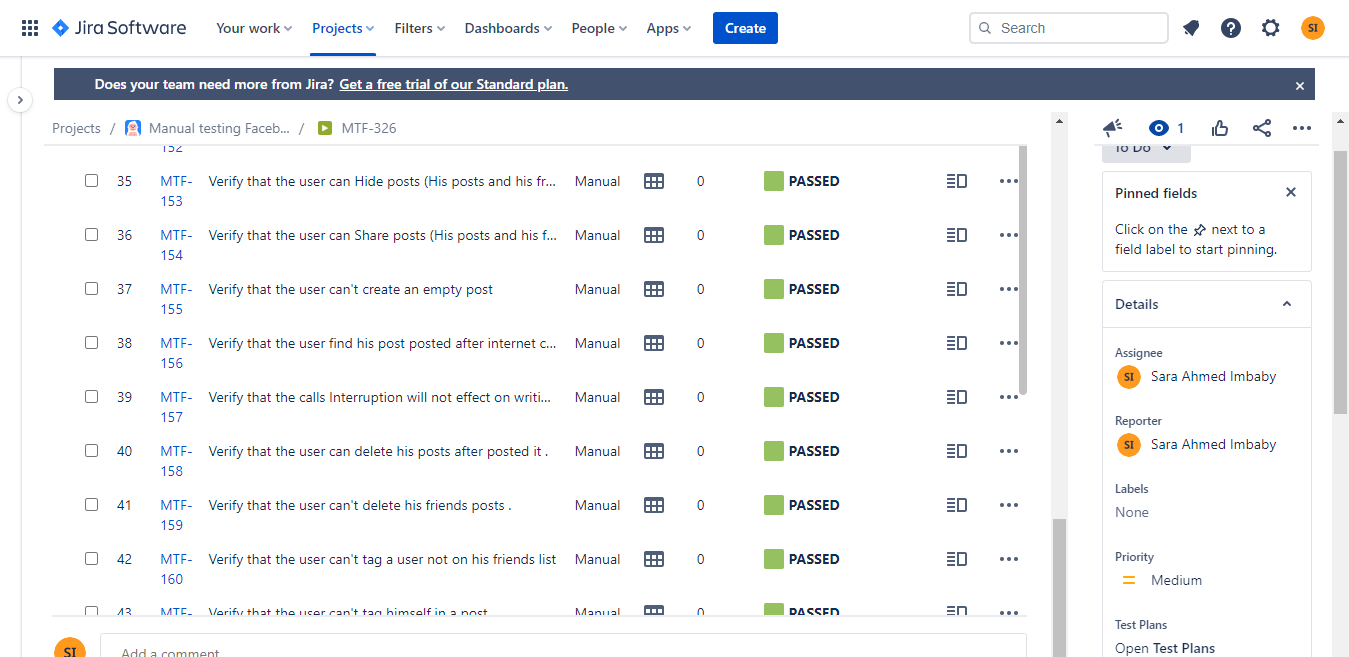 Jira Software Your work Projects Filters Dashboards People Apps Create Search SI
Does your team need more from Jira? Get a free trial of our Standard plan.
Projects / Manual testing Faceb... / MTF-326 1
152
35 MTF-153 Verify that the user can Hide posts (His posts and his fr... Manual 0 PASSED
36 MTF-154 Verify that the user can Share posts (His posts and his f... Manual 0 PASSED
37 MTF-155 Verify that the user can't create an empty post Manual 0 PASSED
38 MTF-156 Verify that the user find his post posted after internet c... Manual 0 PASSED
39 MTF-157 Verify that the calls Interruption will not effect on writi... Manual 0 PASSED
40 MTF-158 Verify that the user can delete his posts after posted it . Manual 0 PASSED
41 MTF-159 Verify that the user can't delete his friends posts . Manual 0 PASSED
42 MTF-160 Verify that the user can't tag a user not on his friends list Manual 0 PASSED
43 MTF- Verify that the user can't tag himself in a post Manual 0 PASSED
SI Add a comment
To Do
Pinned fields
Click on the next to a
field label to start pinning.
Details
Assignee
SI Sara Ahmed Imbaby
Reporter
SI Sara Ahmed Imbaby
Labels
None
Priority
Medium
Test Plans
Open Test Plans